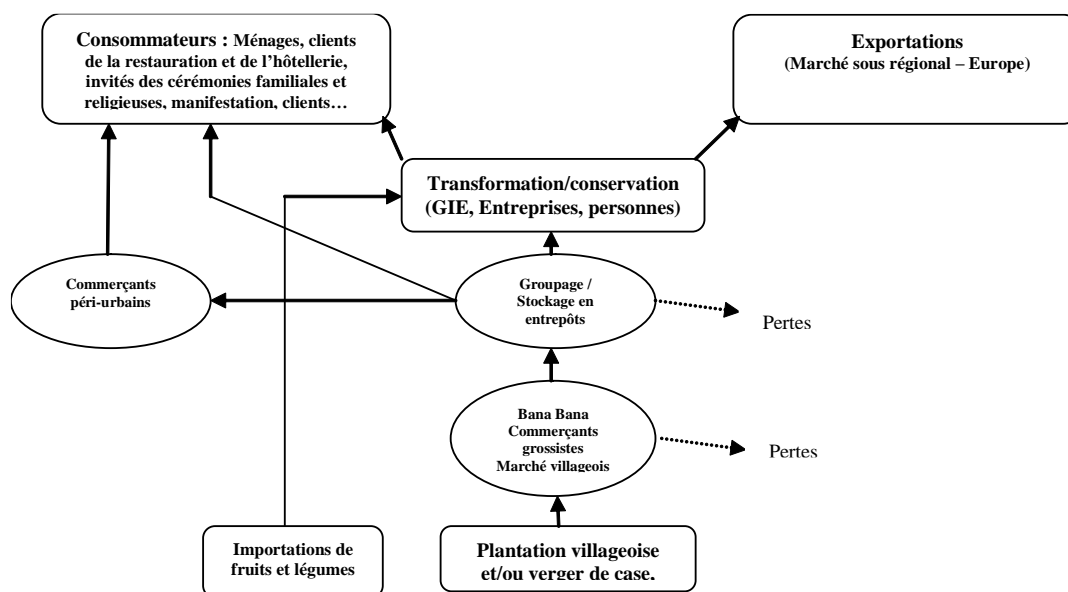 Consommateurs : Ménages, clients
de la restauration et de l'hôtellerie,
invités des cérémonies familiales et
religieuses, manifestation, clients…
Exportations
(Marché sous régional – Europe)
Transformation/conservation
(GIE, Entreprises, personnes)
Commerçants
péri-urbains
Groupage /
Stockage en
entrepôts
Pertes
Bana Bana
Commerçants
grossistes
Marché villageois
Pertes
Importations de
fruits et légumes
Plantation villageoise
et/ou verger de case.